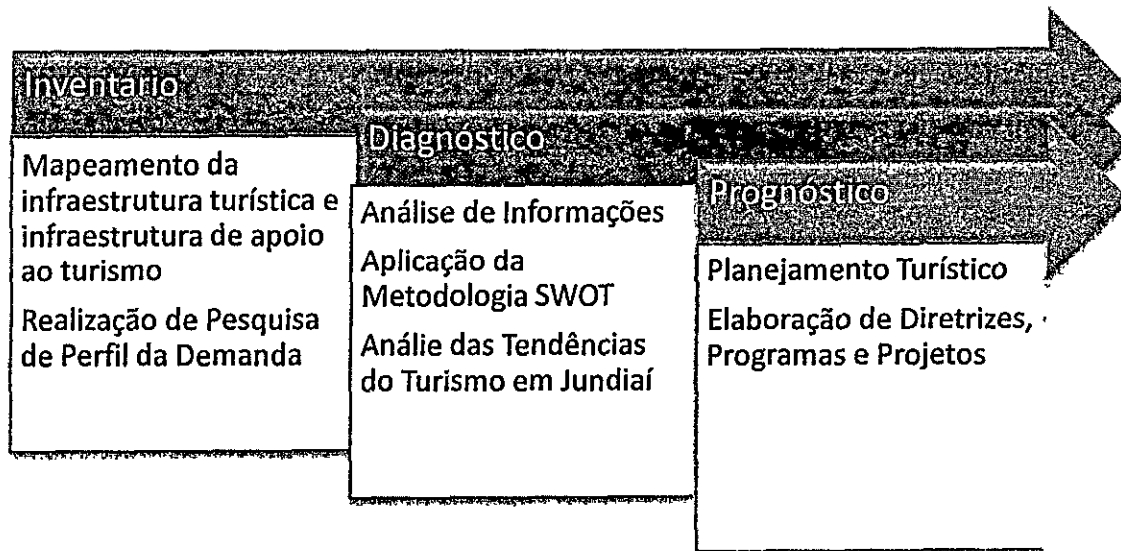 Inventário
Mapeamento da
infraestrutura turística e
infraestrutura de apoio
ao turismo
Realização de Pesquisa
de Perfil da Demanda
Diagnóstico
Análise de Informações
Aplicação da
Metodologia SWOT
Análie das Tendências
do Turismo em Jundiaí
Prognóstico
Planejamento Turístico
Elaboração de Diretrizes,
Programas e Projetos